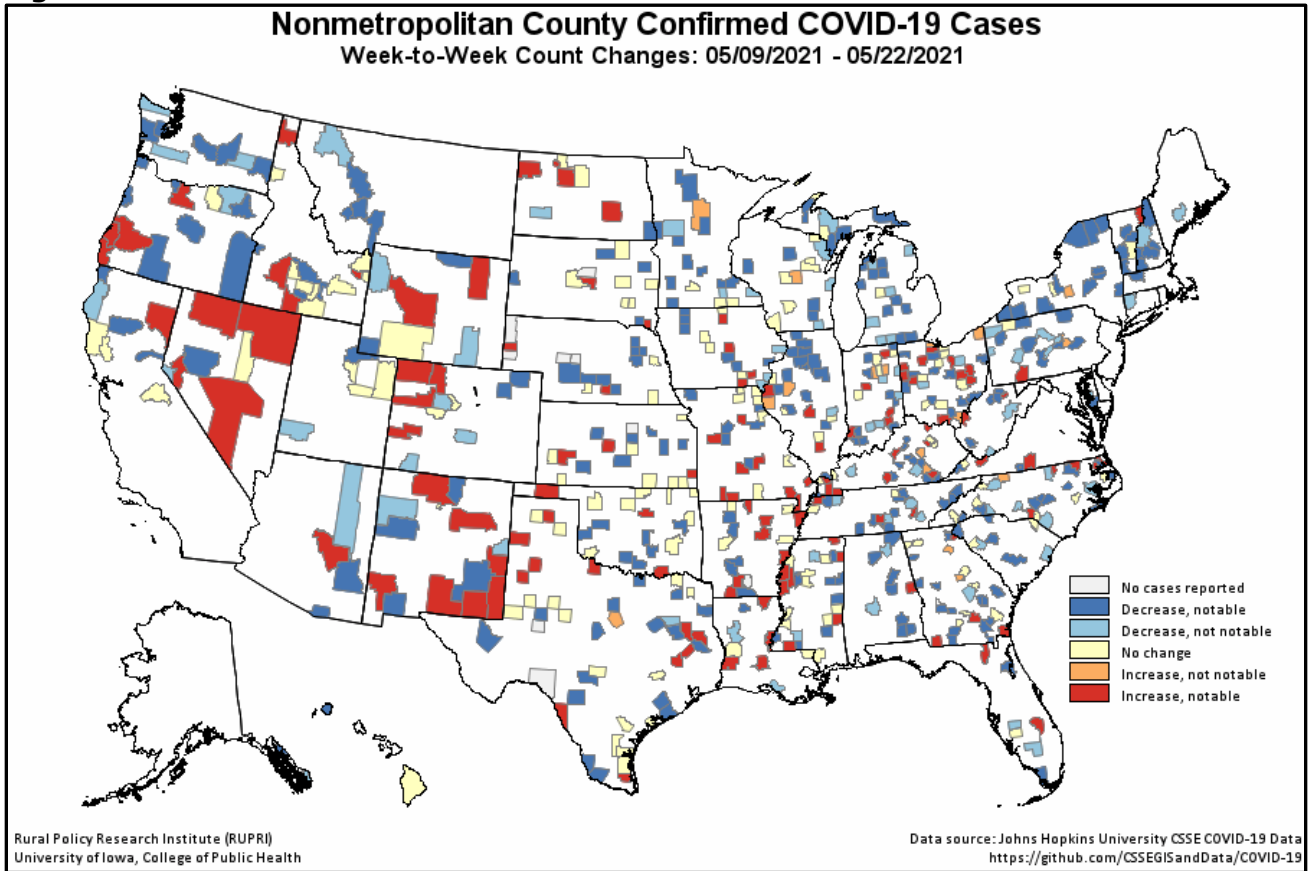 Nonmetropolitan County Confirmed COVID-19 Cases
Week-to-Week Count Changes: 05/09/2021 - 05/22/2021
No cases reported
Decrease, notable
Decrease, not notable
No change
Increase, not notable
Increase, notable
Rural Policy Research Institute (RUPRI)
University of Iowa, College of Public Health
Data source: Johns Hopkins University CSSE COVID-19 Data
https://github.com/CSSEGISandData/COVID-19